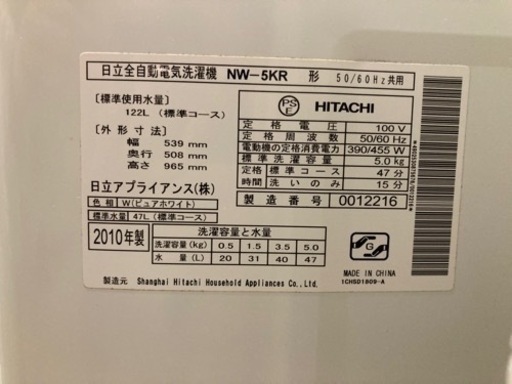 日立全自動電気洗濯機 NW-5KR 形 50/60Hz共用
〔標準使用水量〕
122L〔標準コース〕
〔外形寸法〕
幅 539 mm
奥行 508 mm
高さ 965 mm
日立アプライアンス(株)
色相 W(ピュアホワイト)
標準水量 47L〔標準コース〕
PS E HITACHI
定格電圧 100 V
定格周波数 50/60 Hz
電動機の定格消費電力 390/455 W
標準洗濯容量 5.0 kg
定格 標準コース 47 分
時間 洗いのみ 15 分
製造番号 0012216
2010年製
洗濯容量と水量
洗濯容量(kg) 0.5 1.5 3.5 5.0
水量(L) 20 31 40 47
G
MADE IN CHINA
1CHSD1809-A
製造元 Shanghai Hitachi Household Appliances Co.,Ltd.